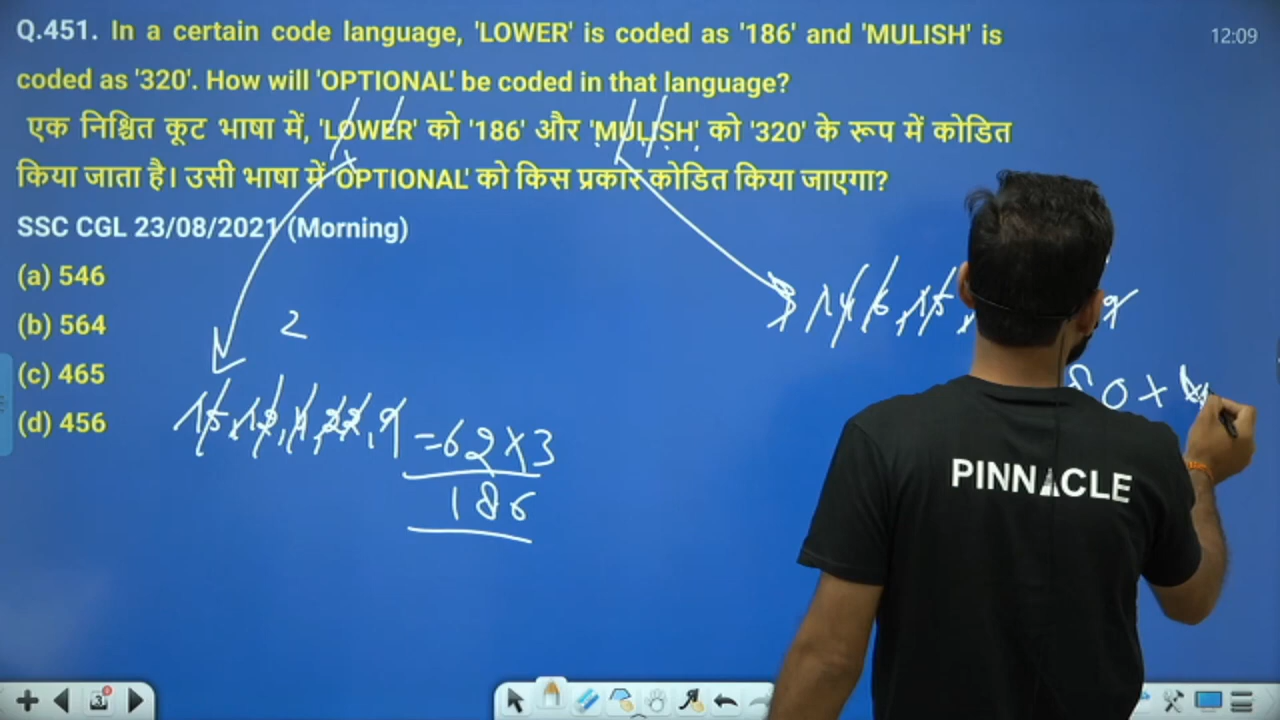 Q.451. In a certain code language, 'LOWER' is coded as '186' and 'MULISH' is
12:09
coded as '320'. How will 'OPTIONAL' be coded in that language?
एक निश्चित कूट भाषा में, 'LOWER' को '186' और 'MULISH' को '320' के रूप में कोडित
किया जाता है। उसी भाषा में 'OPTIONAL' को किस प्रकार कोडित किया जाएगा?
SSC CGL 23/08/2021 (Morning)
(a) 546
(b) 564
(c) 465
(d) 456
2
=62×3
186
80×
PINNACLE